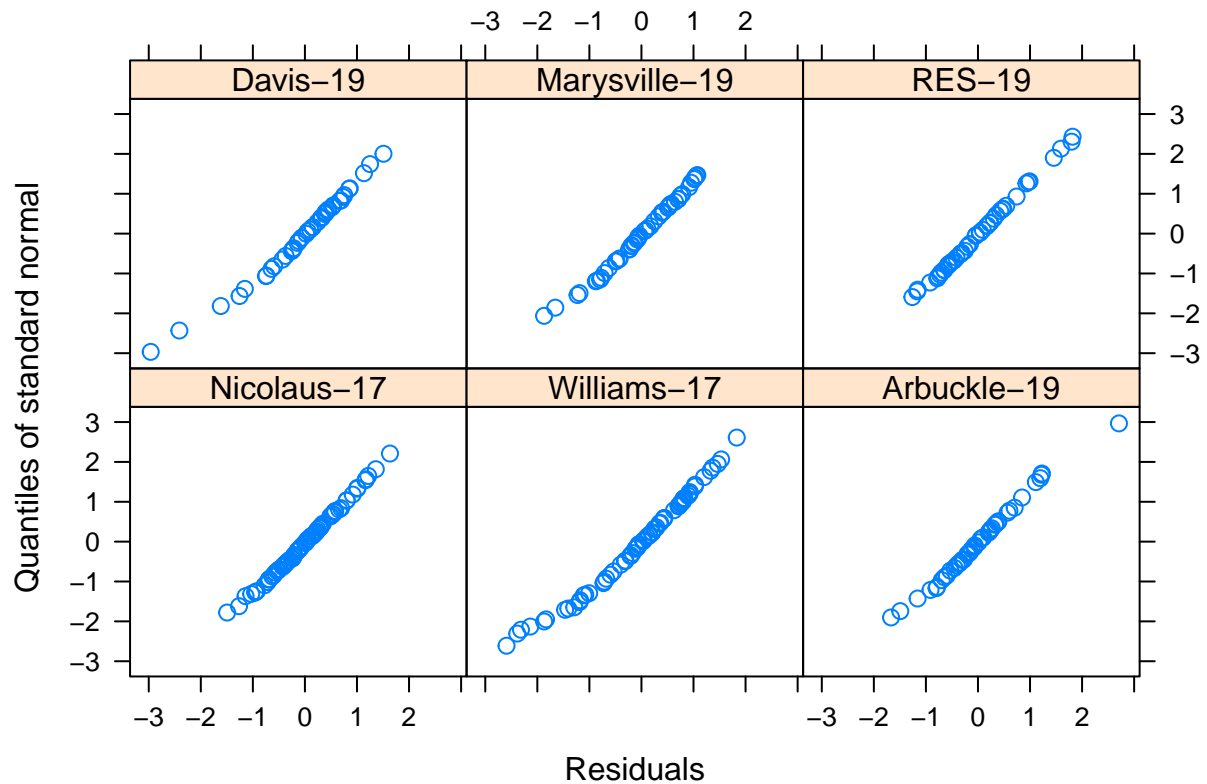 −3 −2 −1 0 1 2
Davis−19 Marysville−19 RES−19
3
2
1
0
−1
−2
−3
Quantiles of standard normal
Nicolaus−17 Williams−17 Arbuckle−19
3
2
1
0
−1
−2
−3
−3 −2 −1 0 1 2 −3 −2 −1 0 1 2
Residuals